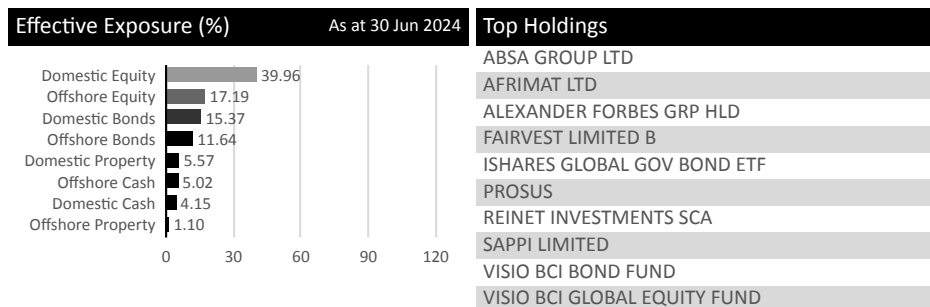 Effective Exposure (%) As at 30 Jun 2024
Domestic Equity 39.96
Offshore Equity 17.19
Domestic Bonds 15.37
Offshore Bonds 11.64
Domestic Property 5.57
Offshore Cash 5.02
Domestic Cash 4.15
Offshore Property 1.10
0 30 60 90 120
Top Holdings
ABSA GROUP LTD
AFRIMAT LTD
ALEXANDER FORBES GRP HLD
FAIRVEST LIMITED B
ISHARES GLOBAL GOV BOND ETF
PROSUS
REINET INVESTMENTS SCA
SAPPI LIMITED
VISIO BCI BOND FUND
VISIO BCI GLOBAL EQUITY FUND